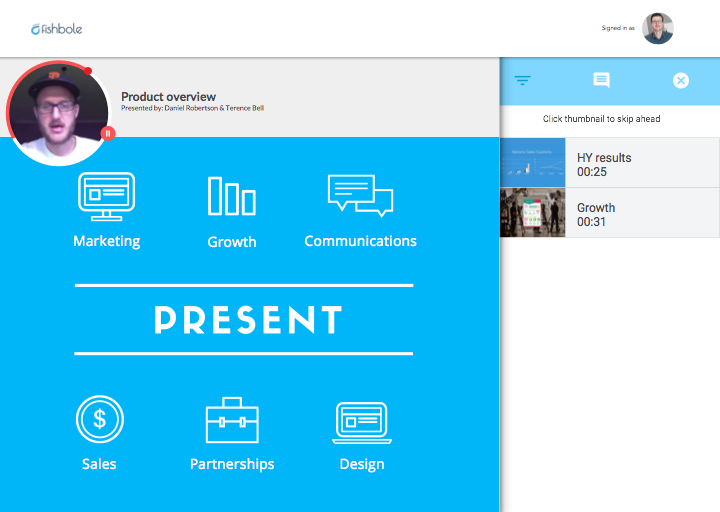 fishbole
Signed in as
Product overview
Presented by: Daniel Robertson & Terence Bell
Click thumbnail to skip ahead
HY results
00:25
Growth
00:31
Marketing
Growth
Communications
PRESENT
$
Sales
Partnerships
Design